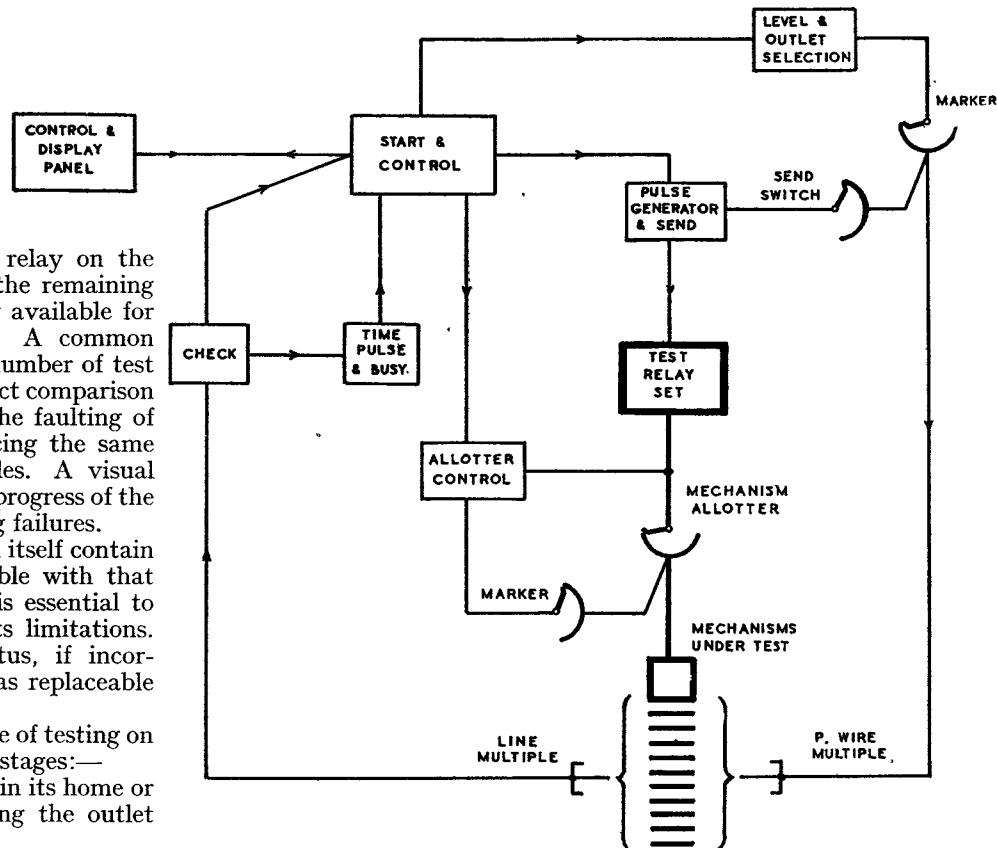 LEVEL &
OUTLET
SELECTION
MARKER
CONTROL &
DISPLAY
PANEL
START &
CONTROL
SEND
SWITCH
PULSE
GENERATOR
& SEND
CHECK
TIME
PULSE
& BUSY.
TEST
RELAY
SET
ALLOTTER
CONTROL
MECHANISM
ALLOTTER
MARKER
MECHANISMS
UNDER TEST
LINE
MULTIPLE
P. WIRE
MULTIPLE
relay on the
the remaining
available for
A common
umber of test
ct comparison
he faulting of
cing the same
les. A visual
progress of the
g failures.
itself contain
ble with that
is essential to
ts limitations.
tus, if incor-
as replaceable
e of testing on
stages:—
in its home or
ng the outlet